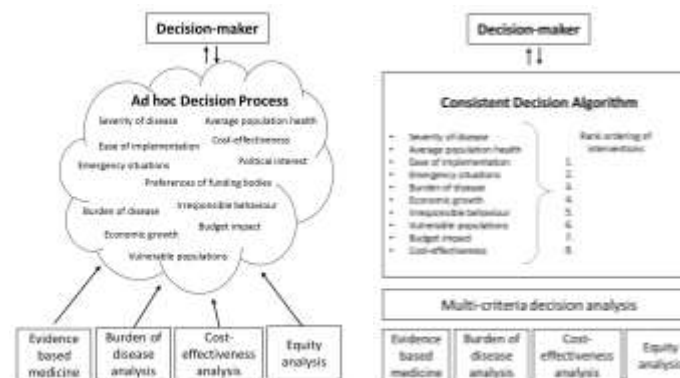 Decision-maker
Ad hoc Decision Process
Severity of disease
Average population health
Ease of implementation
Cost-effectiveness
Emergency situations
Political interest
Preferences of funding bodies
Burden of disease
Irresponsible behaviour
Economic growth
Budget impact
Vulnerable populations
Evidence based medicine
Burden of disease analysis
Cost-effectiveness analysis
Equity analysis
Decision-maker
Consistent Decision Algorithm
• Severity of disease
• Average population health
• Ease of implementation
• Emergency situations
• Burden of disease
• Economic growth
• Irresponsible behaviour
• Vulnerable populations
• Budget impact
• Cost-effectiveness
Rank ordering of
interventions
1.
2.
3.
4.
5.
6.
7.
8.
Multi-criteria decision analysis
Evidence
based
medicine
Burden of
disease
analysis
Cost-
effectiveness
analysis
Equity
analysis